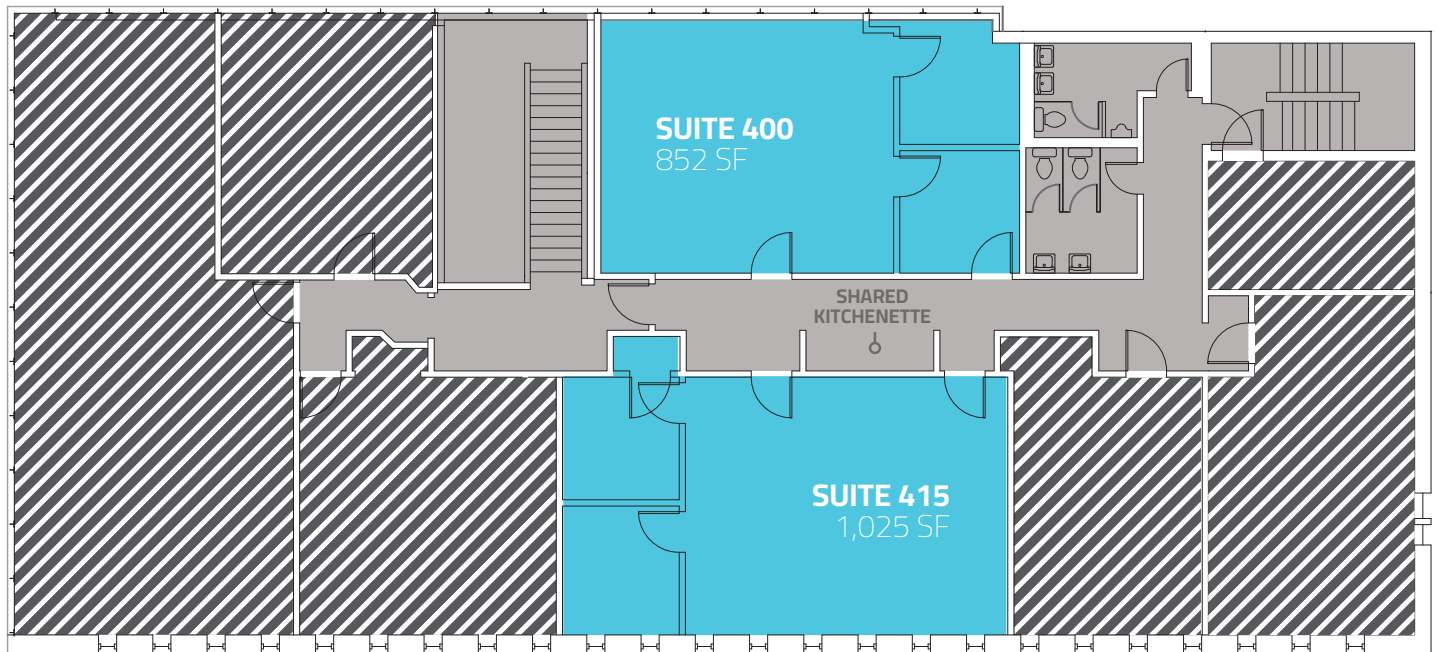 SUITE 400
852 SF
SHARED
KITCHENETTE
SUITE 415
1,025 SF